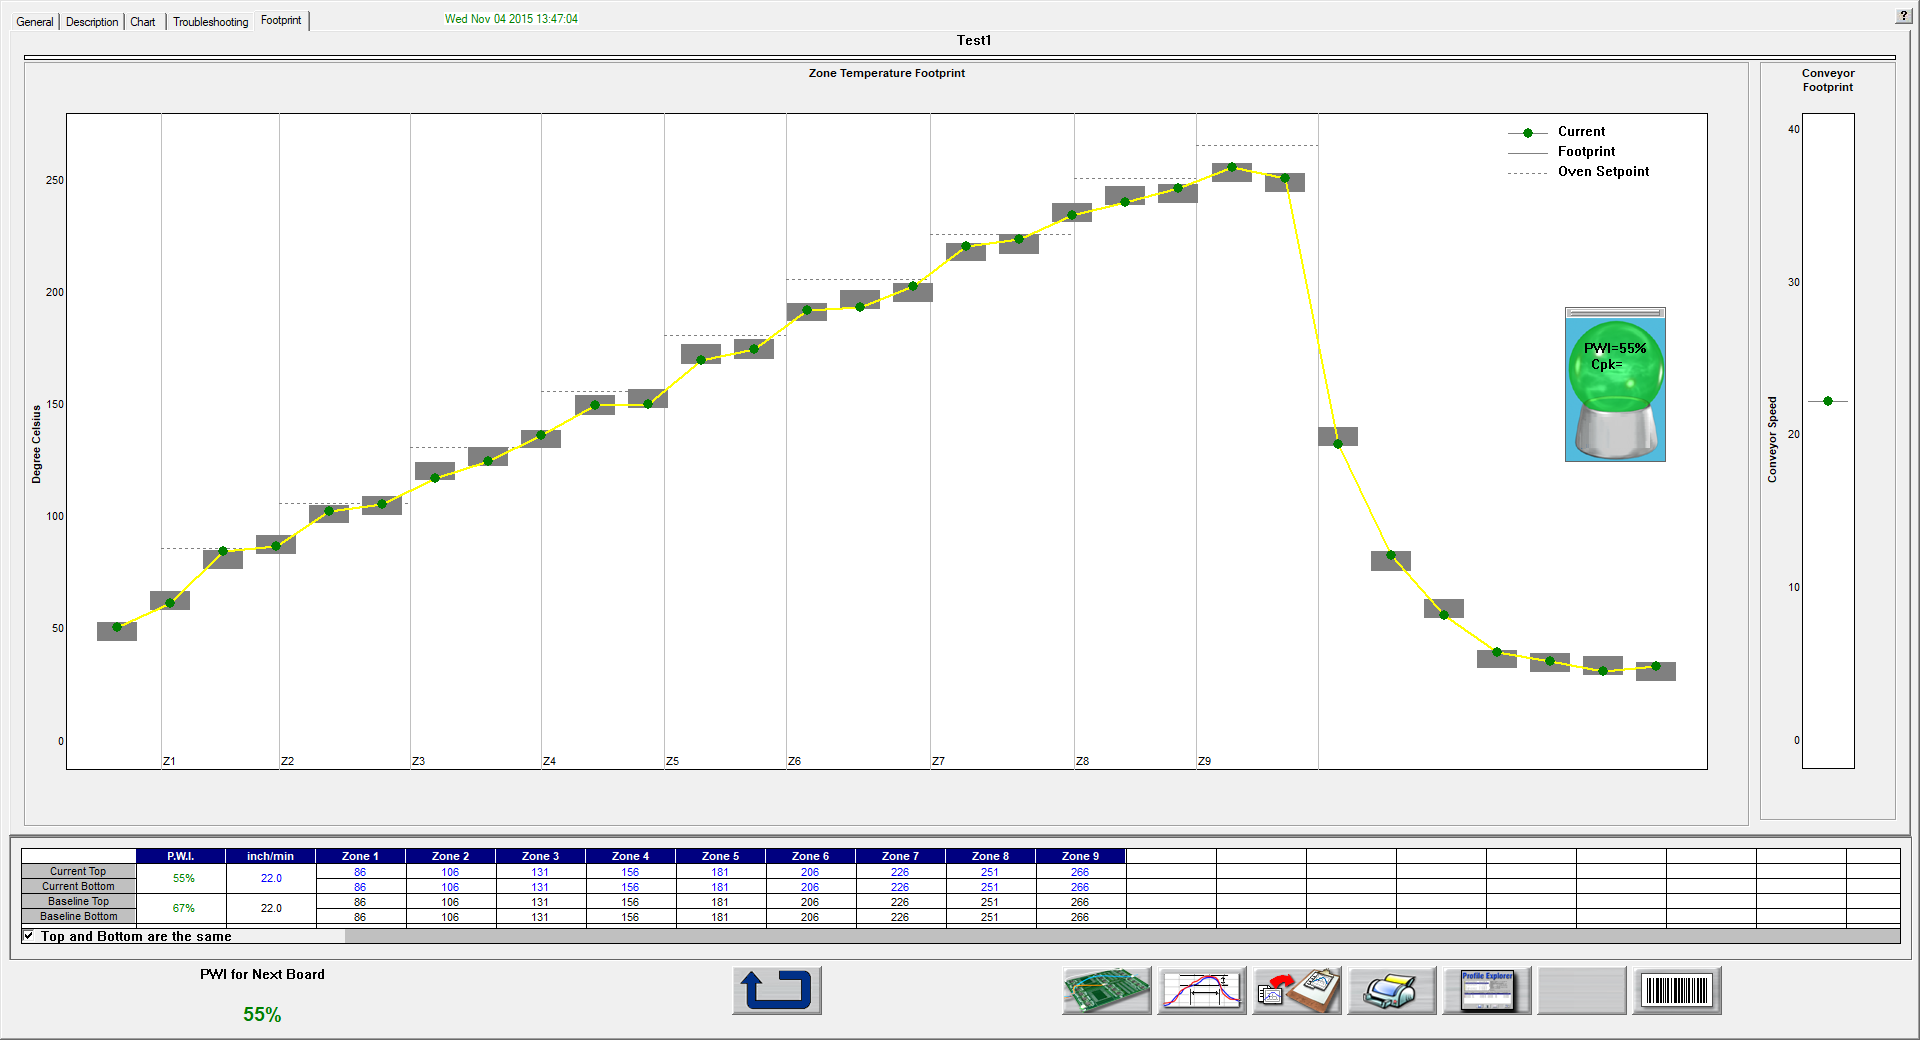 General Description Chart Troubleshooting Footprint Wed Nov 04 2015 13:47:04 ?
Test1
Zone Temperature Footprint
Conveyor
Footprint
Current
Footprint
Oven Setpoint
PWI=55%
Cpk=
Degree Celsius
250
200
150
100
50
0
Z1 Z2 Z3 Z4 Z5 Z6 Z7 Z8 Z9
Conveyor Speed
40
30
20
10
0
P.W.I. inch/min Zone 1 Zone 2 Zone 3 Zone 4 Zone 5 Zone 6 Zone 7 Zone 8 Zone 9
Current Top 55% 22.0 86 106 131 156 181 206 226 251 266
Current Bottom 86 106 131 156 181 206 226 251 266
Baseline Top 67% 22.0 86 106 131 156 181 206 226 251 266
Baseline Bottom 86 106 131 156 181 206 226 251 266
Top and Bottom are the same
PWI for Next Board
55%
Profile Explorer